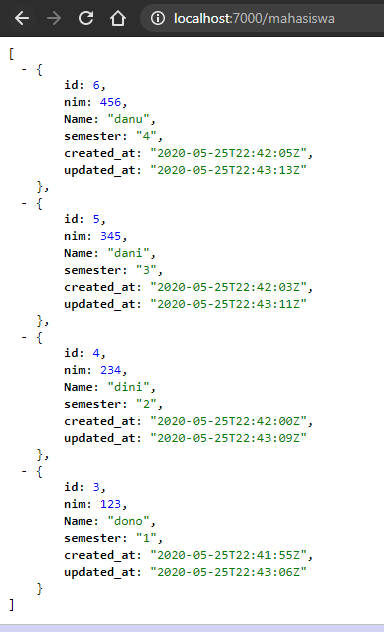 localhost:7000/mahasiswa
[
- {
id: 6,
nim: 456,
Name: "danu",
semester: "4",
created_at: "2020-05-25T22:42:05Z",
updated_at: "2020-05-25T22:43:13Z"
},
- {
id: 5,
nim: 345,
Name: "dani",
semester: "3",
created_at: "2020-05-25T22:42:03Z",
updated_at: "2020-05-25T22:43:11Z"
},
- {
id: 4,
nim: 234,
Name: "dini",
semester: "2",
created_at: "2020-05-25T22:42:00Z",
updated_at: "2020-05-25T22:43:09Z"
},
- {
id: 3,
nim: 123,
Name: "dono",
semester: "1",
created_at: "2020-05-25T22:41:55Z",
updated_at: "2020-05-25T22:43:06Z"
}
]